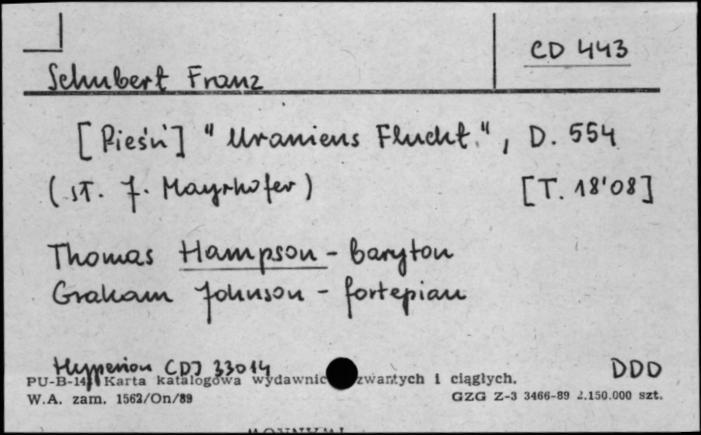 CD 443
Schubert Franz
[Pieśń] "Uraniens Flucht.", D. 554
(sł. J. Mayrhofer) [T. 18'08]
Thomas Hampson - baryton
Graham Johnson - fortepian
Hyperion CDJ 33014 DDD
PU-B-14 Karta katalogowa wydawnic zwartych i ciągłych.
W.A. zam. 1562/On/89 GZG Z-3 3466-89 2.150.000 szt.